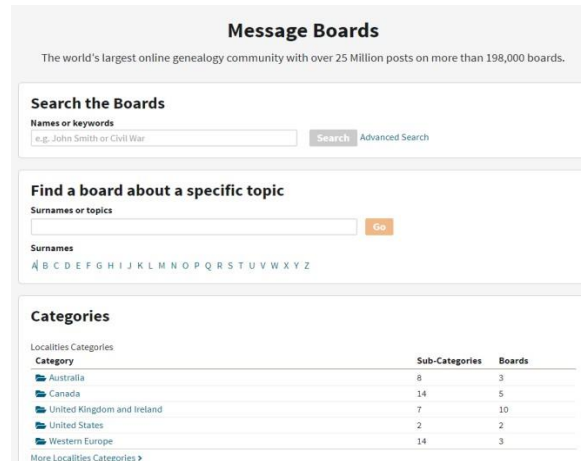 Message Boards
The world's largest online genealogy community with over 25 Million posts on more than 198,000 boards.
Search the Boards
Names or keywords
e.g. John Smith or Civil War Search Advanced Search
Find a board about a specific topic
Surnames or topics
Go
Surnames
A B C D E F G H I J K L M N O P Q R S T U V W X Y Z
Categories
Localities Categories
Category Sub-Categories Boards
Australia 8 3
Canada 14 5
United Kingdom and Ireland 7 10
United States 2 2
Western Europe 14 3
More Localities Categories >